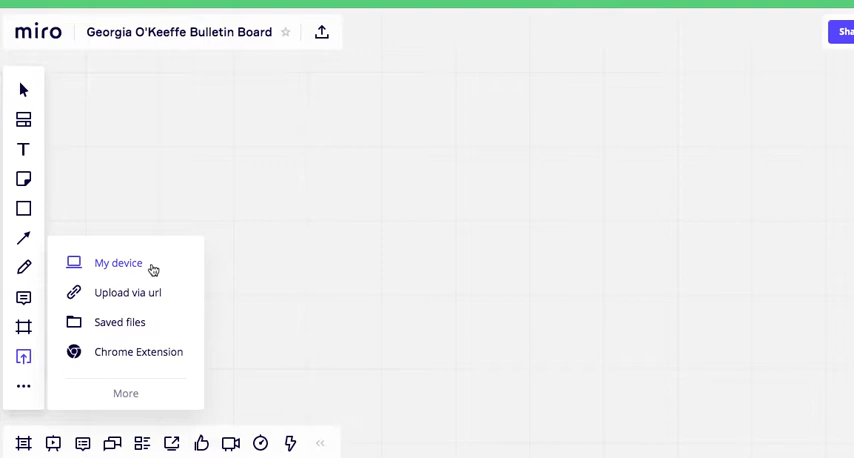 miro Georgia O'Keeffe Bulletin Board
Sha
T
My device
Upload via url
Saved files
Chrome Extension
More